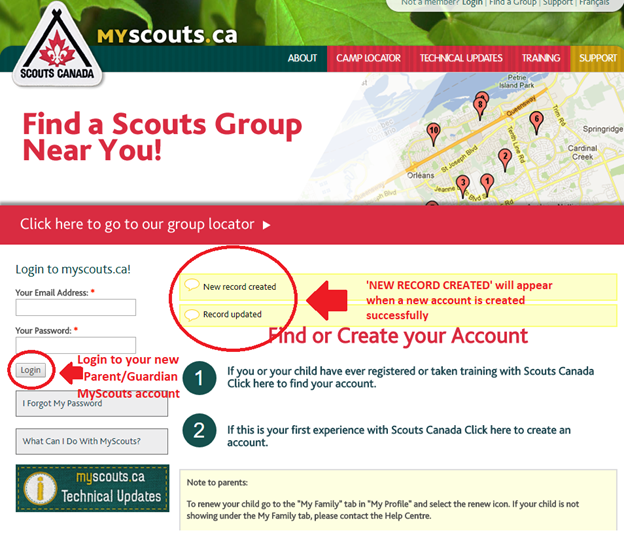 Not a member? Login | Find a Group | Support | Français
MYscouts.ca
SCOUTS CANADA
ABOUT
CAMP LOCATOR
TECHNICAL UPDATES
TRAINING
SUPPORT
Find a Scouts Group
Near You!
Petrie
Island Park
Queensway
Trim Rd
Tenth Line Rd
St Joseph Blvd
Jeanne
Orléans
Springridge
Cardinal
Creek
8
10
6
2
3
1
Click here to go to our group locator
Login to myscouts.ca!
Your Email Address: *
Your Password: *
Login
Login to your new
Parent/Guardian
MyScouts account
I Forgot My Password
What Can I Do With MyScouts?
myscouts.ca
Technical Updates
New record created
Record updated
'NEW RECORD CREATED' will appear
when a new account is created
successfully
Find or Create your Account
1
If you or your child have ever registered or taken training with Scouts Canada
Click here to find your account.
2
If this is your first experience with Scouts Canada Click here to create an
account.
Note to parents:
To renew your child go to the "My Family" tab in "My Profile" and select the renew icon. If your child is not
showing under the My Family tab, please contact the Help Centre.